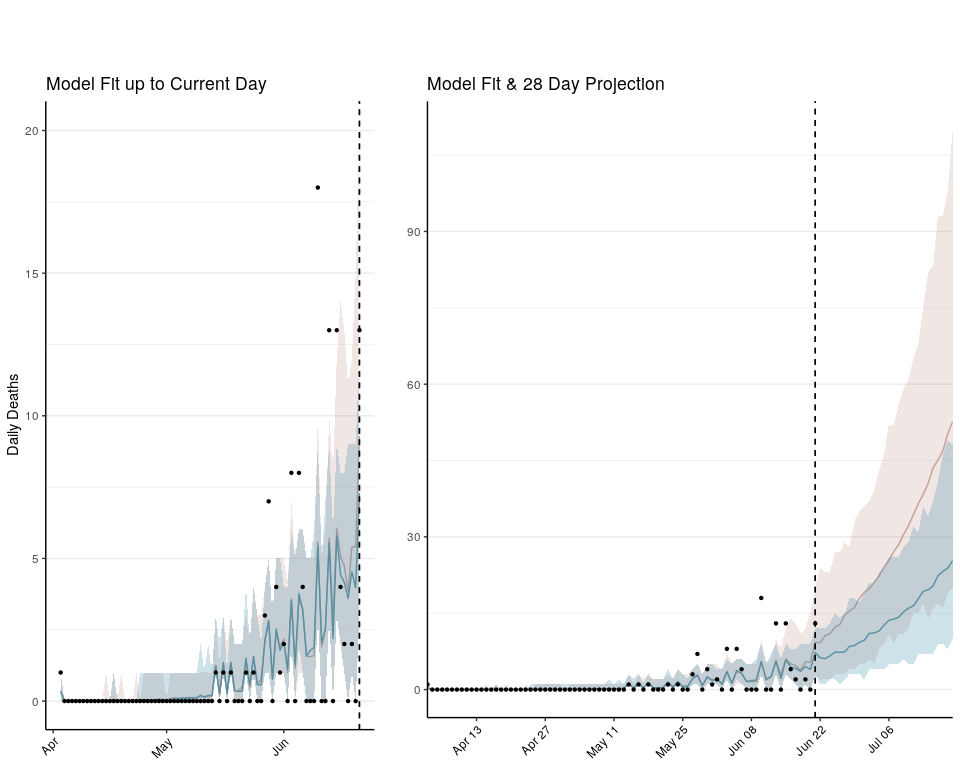 Model Fit up to Current Day
Model Fit & 28 Day Projection
Daily Deaths
20
15
10
5
0
Apr
May
Jun
90
60
30
0
Apr 13
Apr 27
May 11
May 25
Jun 08
Jun 22
Jul 06